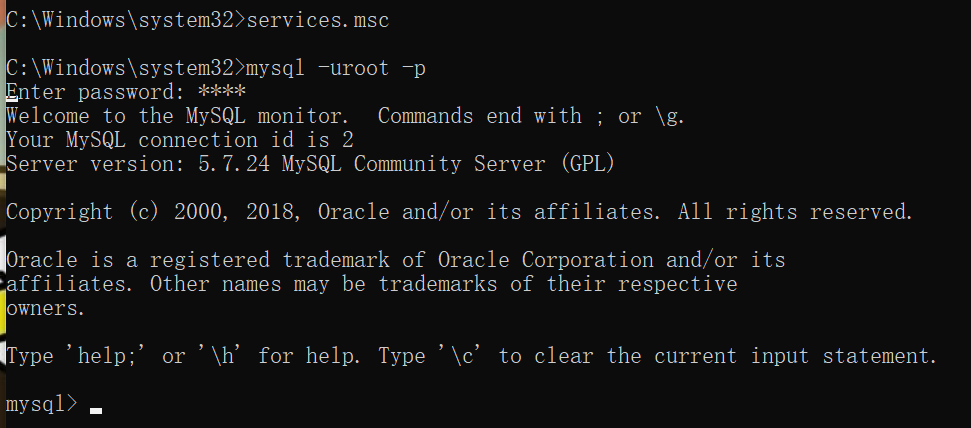 C:\Windows\system32>services.msc
C:\Windows\system32>mysql -uroot -p
Enter password: ****
Welcome to the MySQL monitor.  Commands end with ; or \g.
Your MySQL connection id is 2
Server version: 5.7.24 MySQL Community Server (GPL)
Copyright (c) 2000, 2018, Oracle and/or its affiliates. All rights reserved.
Oracle is a registered trademark of Oracle Corporation and/or its
affiliates. Other names may be trademarks of their respective
owners.
Type 'help;' or '\h' for help. Type '\c' to clear the current input statement.
mysql>